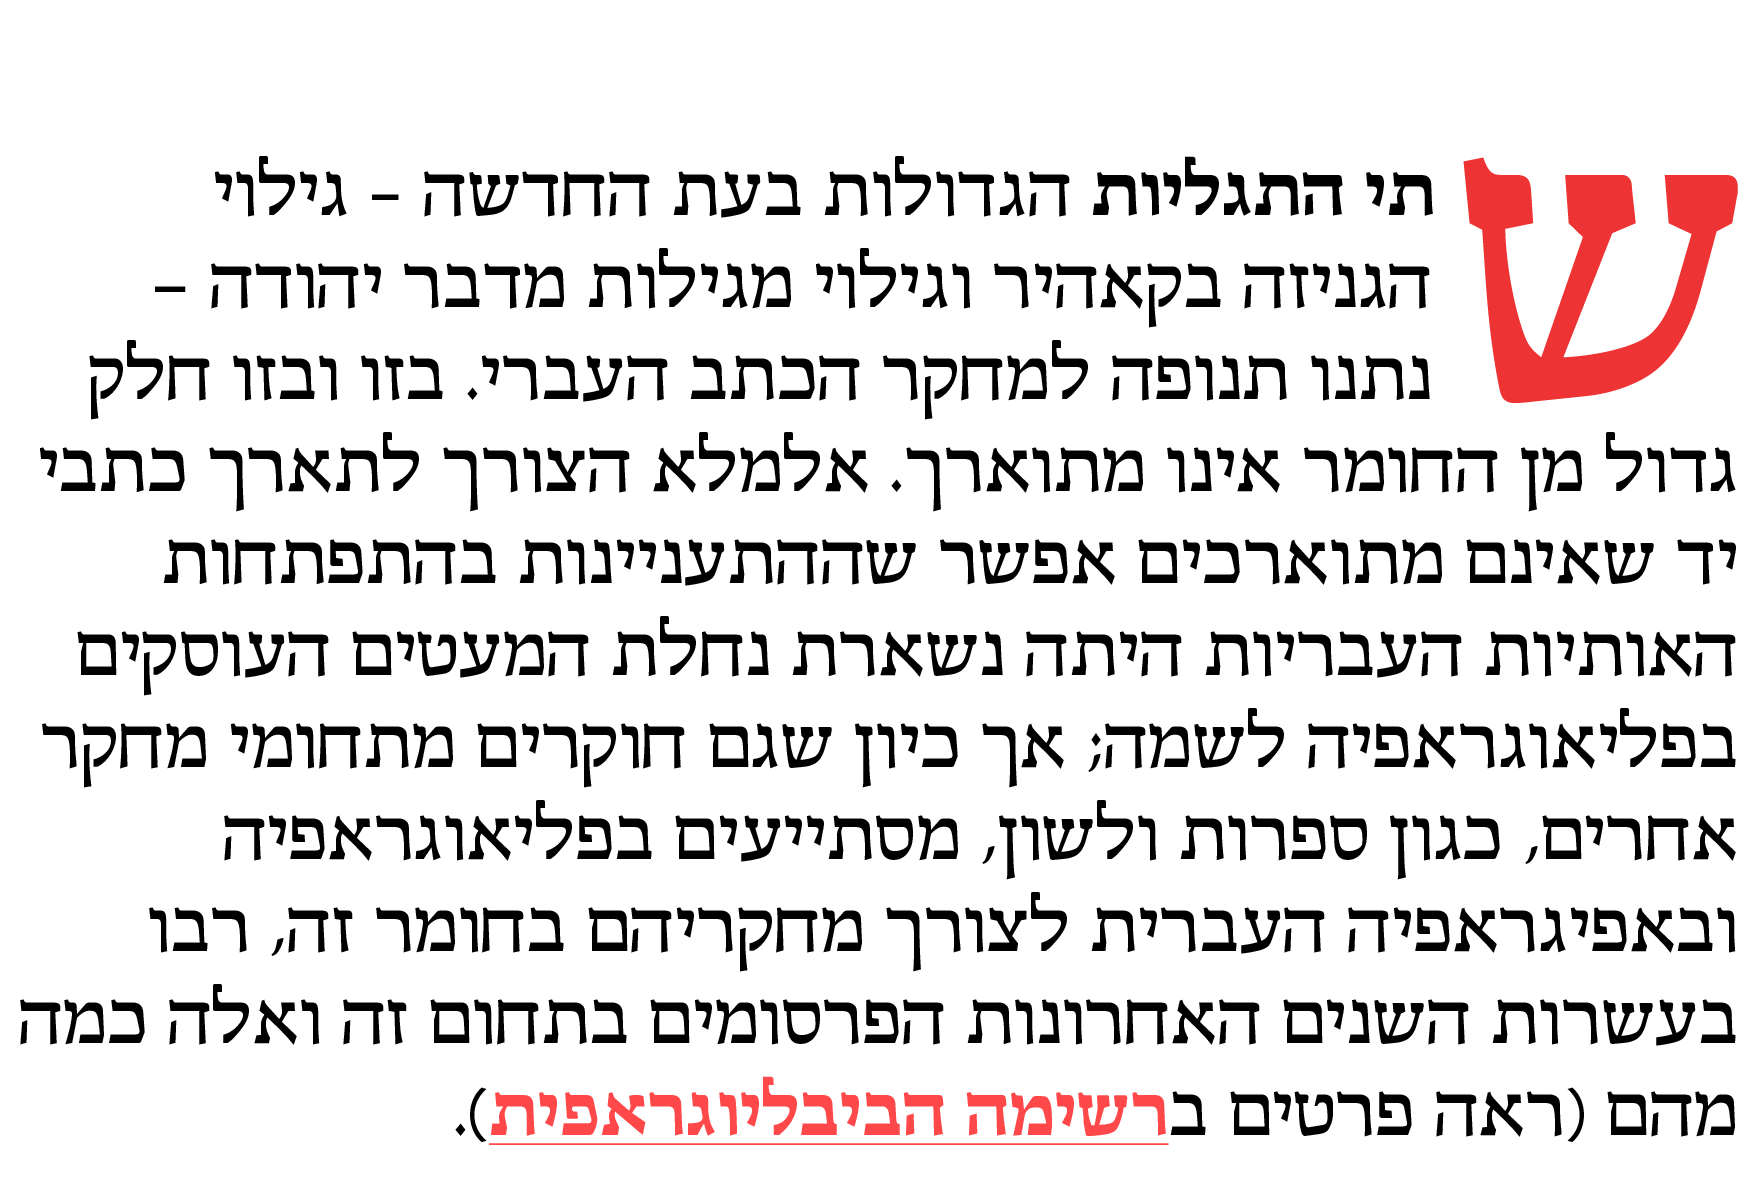 שתי התגליות הגדולות בעת החדשה – גילוי
הגניזה בקאהיר וגילוי מגילות מדבר יהודה –
נתנו תנופה למחקר הכתב העברי. בזו ובזו חלק
גדול מן החומר אינו מתוארך. אלמלא הצורך לתארך כתבי
יד שאינם מתוארכים אפשר שההתעניינות בהתפתחות
האותיות העבריות היתה נשארת נחלת המעטים העוסקים
בפליאוגראפיה לשמה; אך כיון שגם חוקרים מתחומי מחקר
אחרים, כגון ספרות ולשון, מסתייעים בפליאוגראפיה
ובאפיגראפיה העברית לצורך מחקריהם בחומר זה, רבו
בעשרות השנים האחרונות הפרסומים בתחום זה ואלה כמה
מהם (ראה פרטים ברשימה הביבליוגראפית).